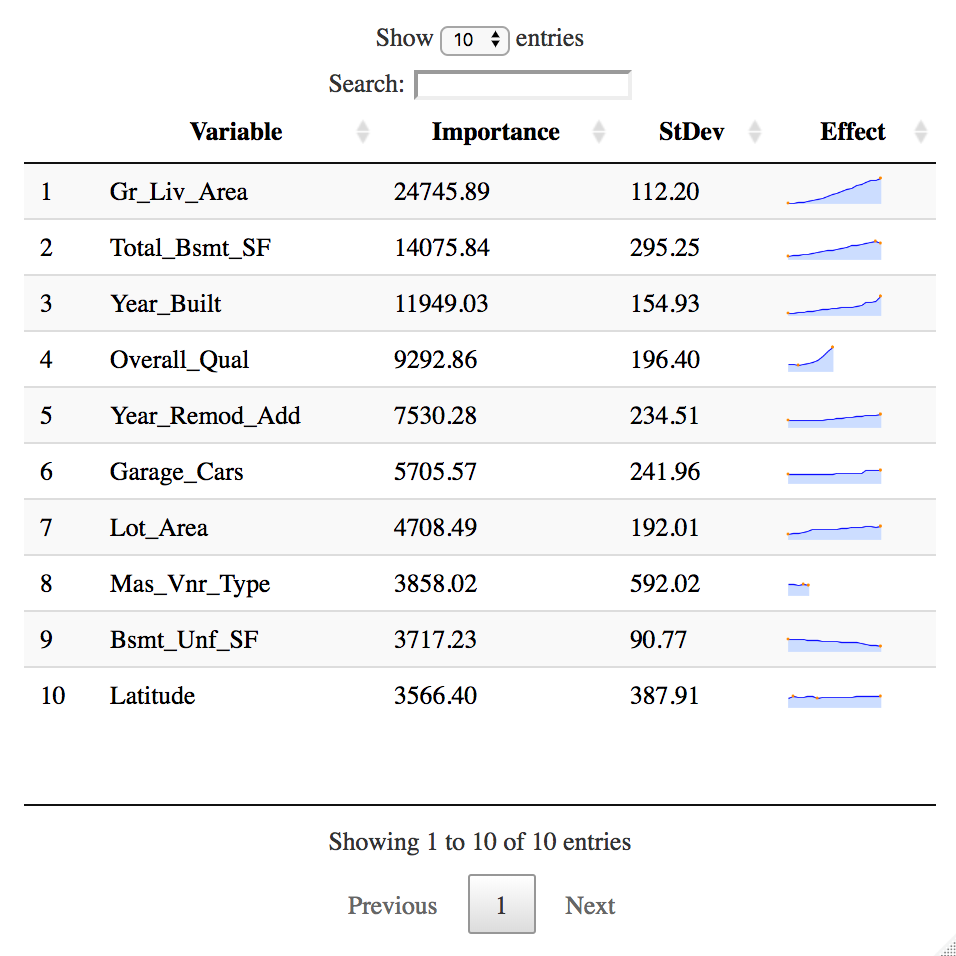 Show 10 entries
Search:
Variable Importance StDev Effect
1 Gr_Liv_Area 24745.89 112.20
2 Total_Bsmt_SF 14075.84 295.25
3 Year_Built 11949.03 154.93
4 Overall_Qual 9292.86 196.40
5 Year_Remod_Add 7530.28 234.51
6 Garage_Cars 5705.57 241.96
7 Lot_Area 4708.49 192.01
8 Mas_Vnr_Type 3858.02 592.02
9 Bsmt_Unf_SF 3717.23 90.77
10 Latitude 3566.40 387.91
Showing 1 to 10 of 10 entries
Previous 1 Next